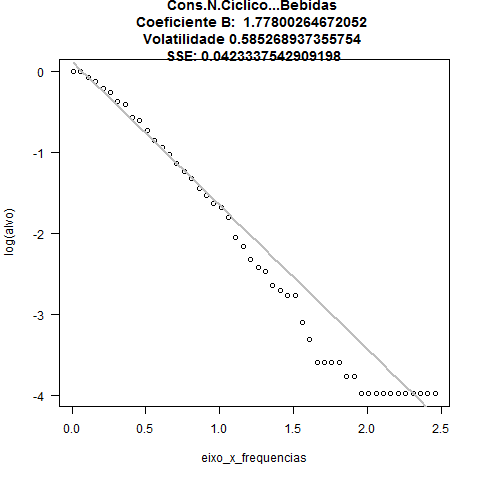 Cons.N.Ciclico...Bebidas
Coeficiente B:  1.77800264672052
Volatilidade 0.585268937355754
SSE: 0.0423337542909198
0
-1
-2
-3
-4
log(alvo)
0.0 0.5 1.0 1.5 2.0 2.5
eixo_x_frequencias